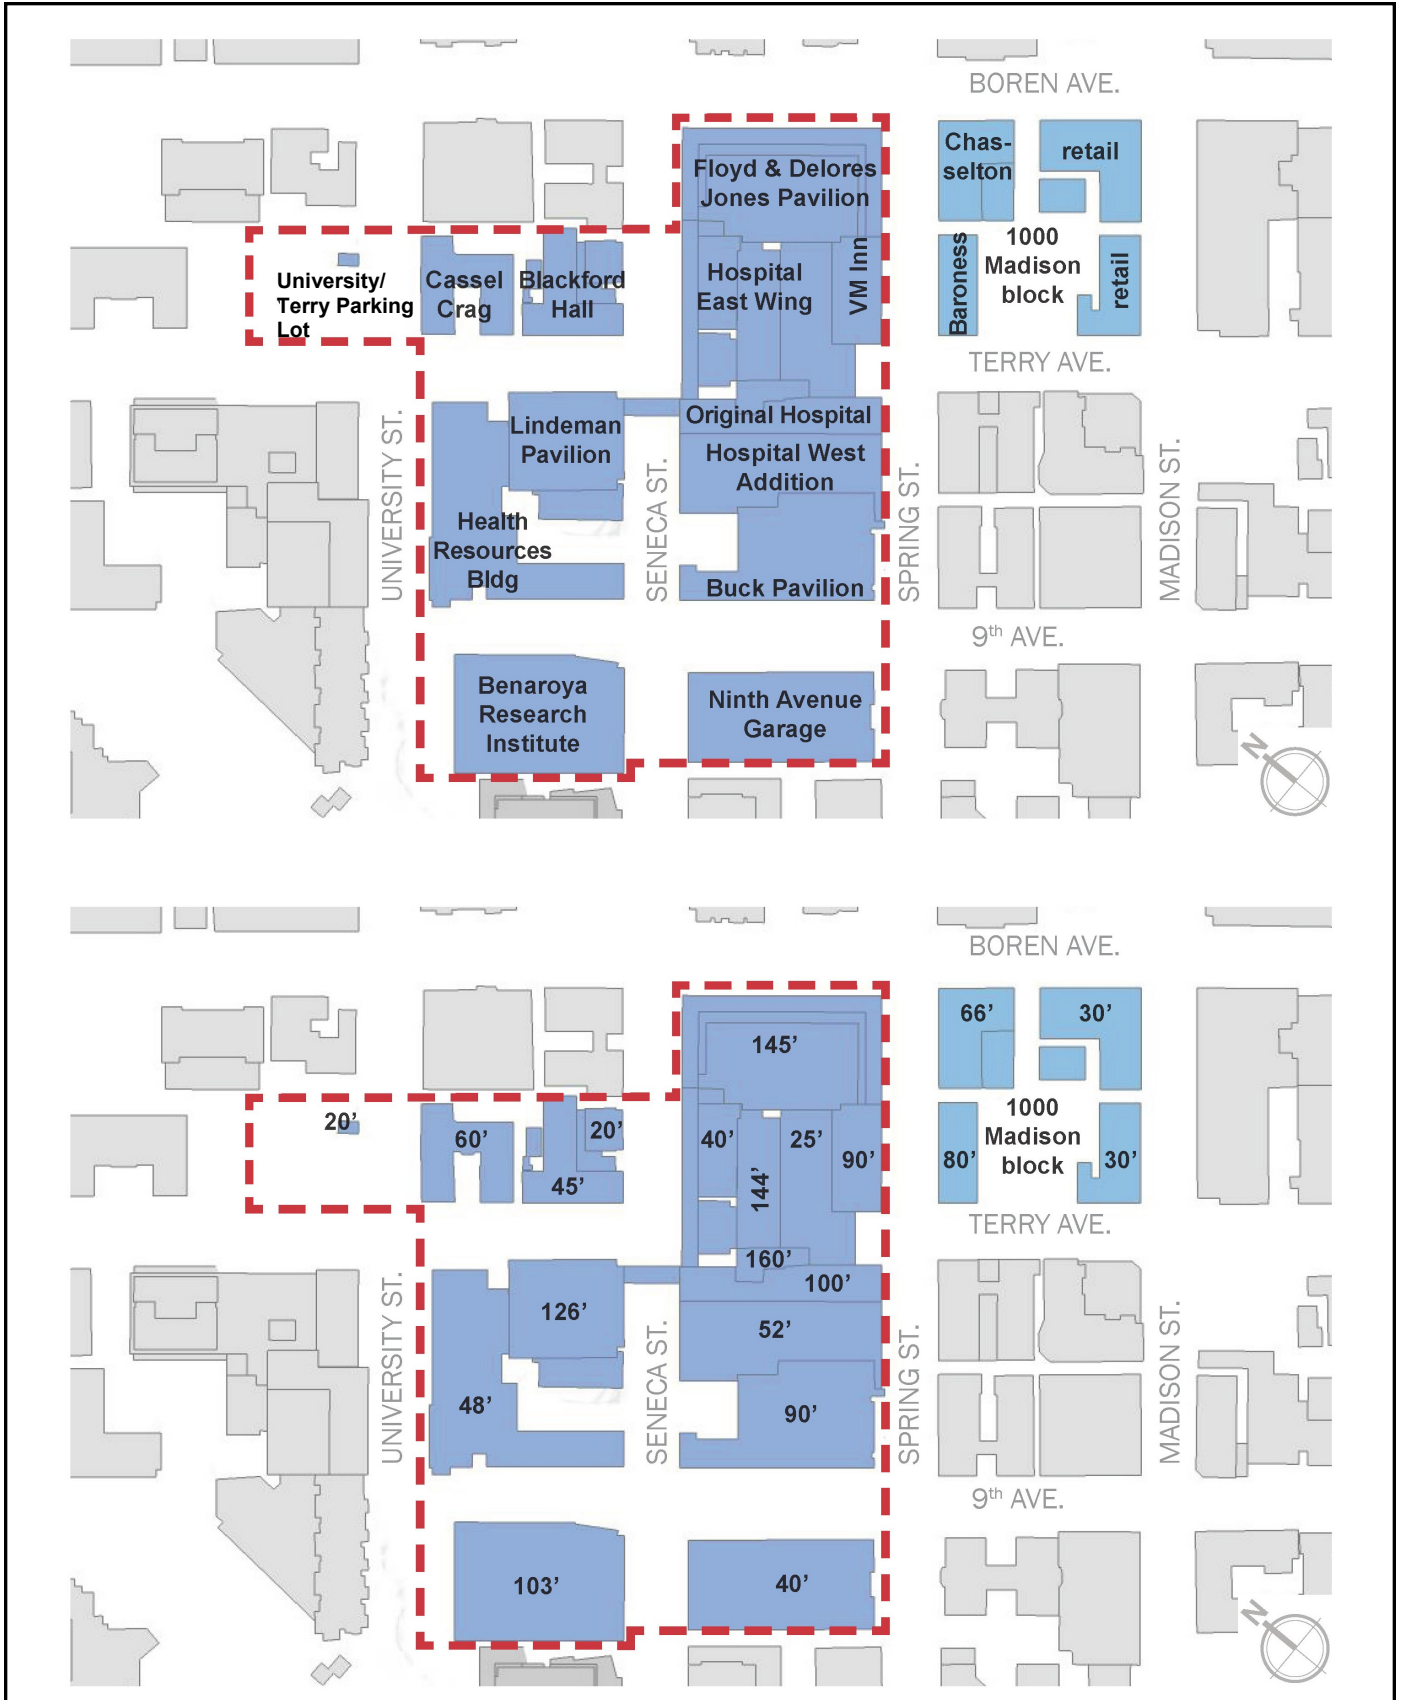 BOREN AVE.
Chas-
selton
retail
Floyd & Delores
Jones Pavilion
University/
Terry Parking
Lot
Cassel
Crag
Blackford
Hall
Hospital
East Wing
VM Inn
Baroness
1000
Madison
block
retail
TERRY AVE.
UNIVERSITY ST.
Lindeman
Pavilion
SENECA ST.
Original Hospital
Hospital West
Addition
SPRING ST.
MADISON ST.
Health
Resources
Bldg
Buck Pavilion
9th AVE.
Benaroya
Research
Institute
Ninth Avenue
Garage
N
BOREN AVE.
66’
30’
145’
20’
60’
20’
45’
40’
144’
25’
90’
80’
1000
Madison
block
30’
TERRY AVE.
160’
100’
UNIVERSITY ST.
126’
SENECA ST.
52’
SPRING ST.
MADISON ST.
48’
90’
9th AVE.
103’
40’
N